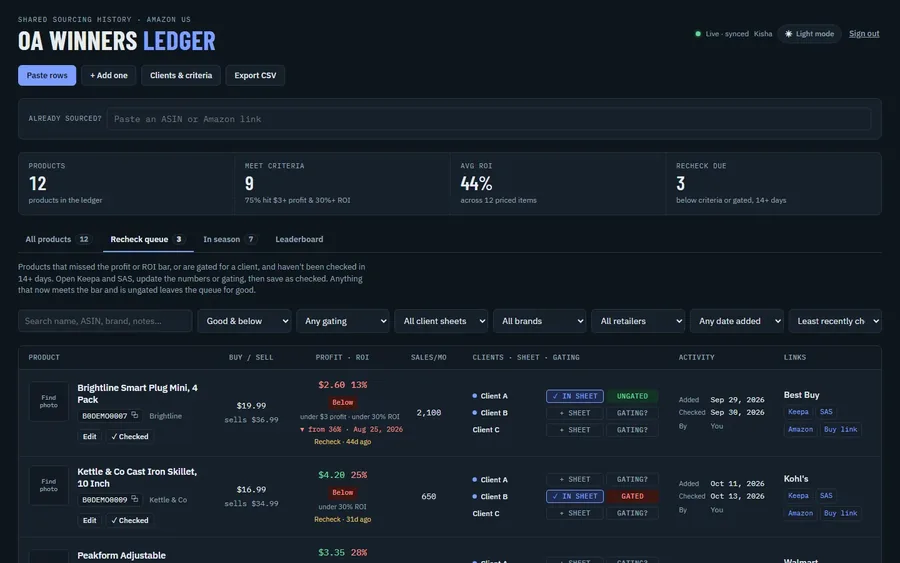 SHARED SOURCING HISTORY · AMAZON US
OA WINNERS LEDGER
Live · synced Kisha Light mode Sign out
Paste rows + Add one Clients & criteria Export CSV
ALREADY SOURCED? Paste an ASIN or Amazon link
PRODUCTS
12
products in the ledger
MEET CRITERIA
9
75% hit $3+ profit & 30%+ ROI
AVG ROI
44%
across 12 priced items
RECHECK DUE
3
below criteria or gated, 14+ days
All products 12 Recheck queue 3 In season 7 Leaderboard
Products that missed the profit or ROI bar, or are gated for a client, and haven't been checked in
14+ days. Open Keepa and SAS, update the numbers or gating, then save as checked. Anything
that now meets the bar and is ungated leaves the queue for good.
Search name, ASIN, brand, notes... Good & below Any gating All client sheets All brands All retailers Any date added Least recently ch
PRODUCT BUY / SELL PROFIT · ROI SALES/MO CLIENTS · SHEET · GATING ACTIVITY LINKS
Find
photo
Brightline Smart Plug Mini, 4
Pack
B0DEMO0007 Brightline
Edit ✓ Checked
$19.99
sells $36.99
$2.60 13%
Below
under $3 profit · under 30% ROI
▼ from 36% · Aug 25, 2026
Recheck · 44d ago
2,100
Client A ✓ IN SHEET UNGATED
Client B + SHEET GATING?
Client C + SHEET GATING?
Added Sep 29, 2026
Checked Sep 30, 2026
By You
Best Buy
Keepa SAS
Amazon Buy link
Find
photo
Kettle & Co Cast Iron Skillet,
10 Inch
B0DEMO0009 Kettle & Co
Edit ✓ Checked
$16.99
sells $34.99
$4.20 25%
Below
under 30% ROI
Recheck · 31d ago
650
Client A + SHEET GATING?
Client B ✓ IN SHEET GATED
Client C + SHEET GATING?
Added Oct 11, 2026
Checked Oct 13, 2026
By You
Kohl's
Keepa SAS
Amazon Buy link
Peakform Adjustable
$3.35 28%
Client A + SHEET GATING?
Walmart